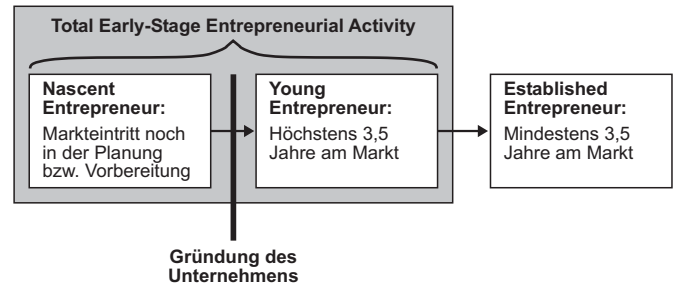 Total Early-Stage Entrepreneurial Activity
Nascent
Entrepreneur:
Markteintritt noch
in der Planung
bzw. Vorbereitung
Young
Entrepreneur:
Höchstens 3,5
Jahre am Markt
Established
Entrepreneur:
Mindestens 3,5
Jahre am Markt
Gründung des
Unternehmens